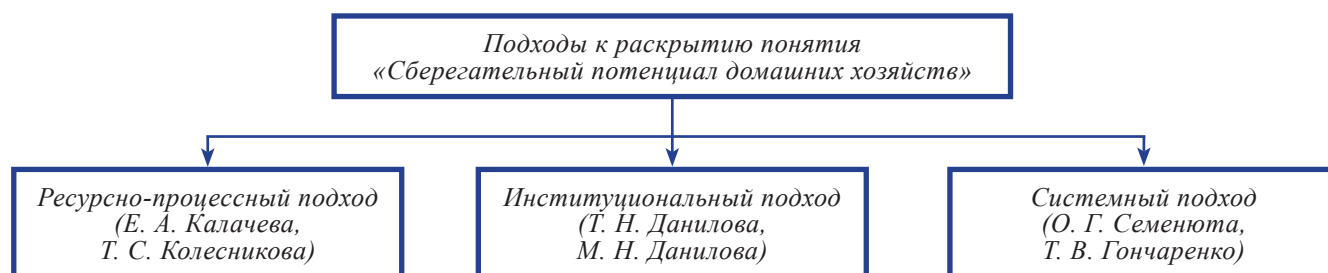 Подходы к раскрытию понятия
«Сберегательный потенциал домашних хозяйств»
Ресурсно-процессный подход
(Е. А. Калачева,
Т. С. Колесникова)
Институциональный подход
(Т. Н. Данилова,
М. Н. Данилова)
Системный подход
(О. Г. Семенюта,
Т. В. Гончаренко)